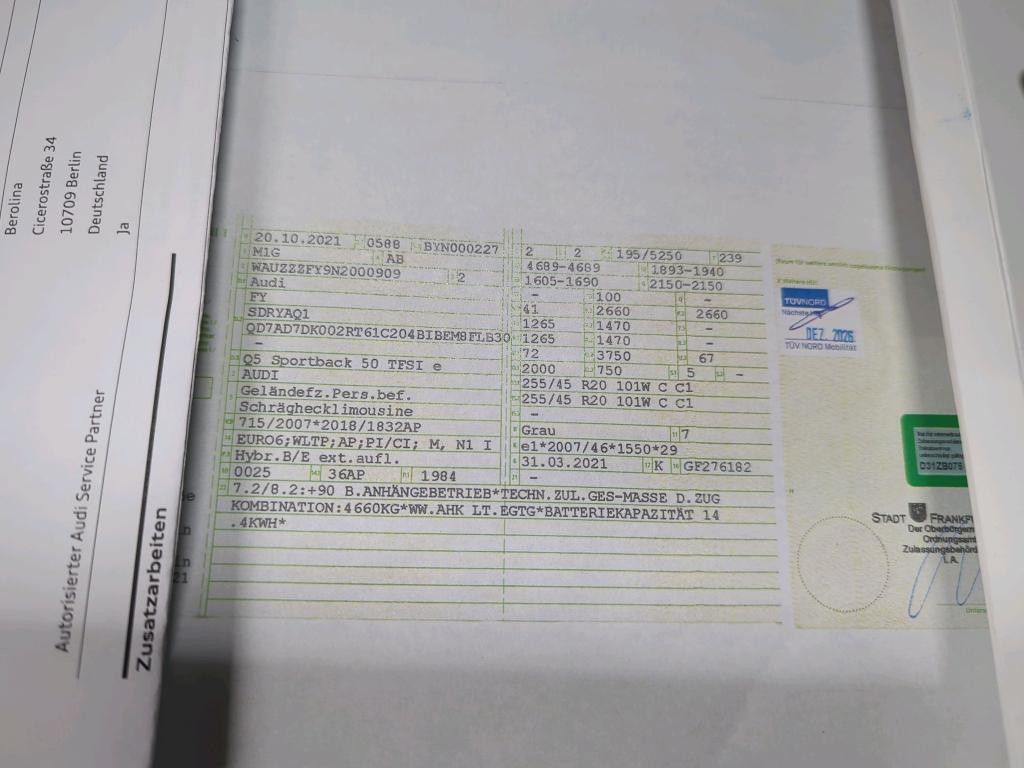 Berolina
Cicerostraße 34
10709 Berlin
Deutschland
Ja
Autorisierter Audi Service Partner
Zusatzarbeiten
20.10.2021 0588 BYN000227
M1G AB
WAUZZZFY9N2000909 2
Audi
FY
SDRYAQ1
QD7AD7DK002RT61C204BIBEM8FLB30
–
Q5 Sportback 50 TFSI e
AUDI
Geländefz.Pers.bef.
Schräghecklimousine
715/2007*2018/1832AP
EURO6;WLTP;AP;PI/CI; M, N1 I
Hybr.B/E ext.aufl.
0025 36AP 1984
2 2 195/5250 239
4689-4689 1893-1940
1605-1690 2150-2150
– 100 –
41 2660 2660
1265 1470 –
1265 1470 –
72 3750 67
2000 750 5 –
255/45 R20 101W C C1
255/45 R20 101W C C1
–
Grau 7
e1*2007/46*1550*29
31.03.2021 K GF276182
–
7.2/8.2:+90 B.ANHÄNGEBETRIEB*TECHN.ZUL.GES-MASSE D.ZUG
KOMBINATION:4660KG*WW.AHK LT.EGTG*BATTERIEKAPAZITÄT 14
.4KWH*
21
TÜV NORD
Nächste
DEZ. 2026
TÜV NORD Mobilität
D31ZB075
STADT FRANKF
Der Oberbürgerm
Ordnungsamt
Zulassungsbehörd
I.A.